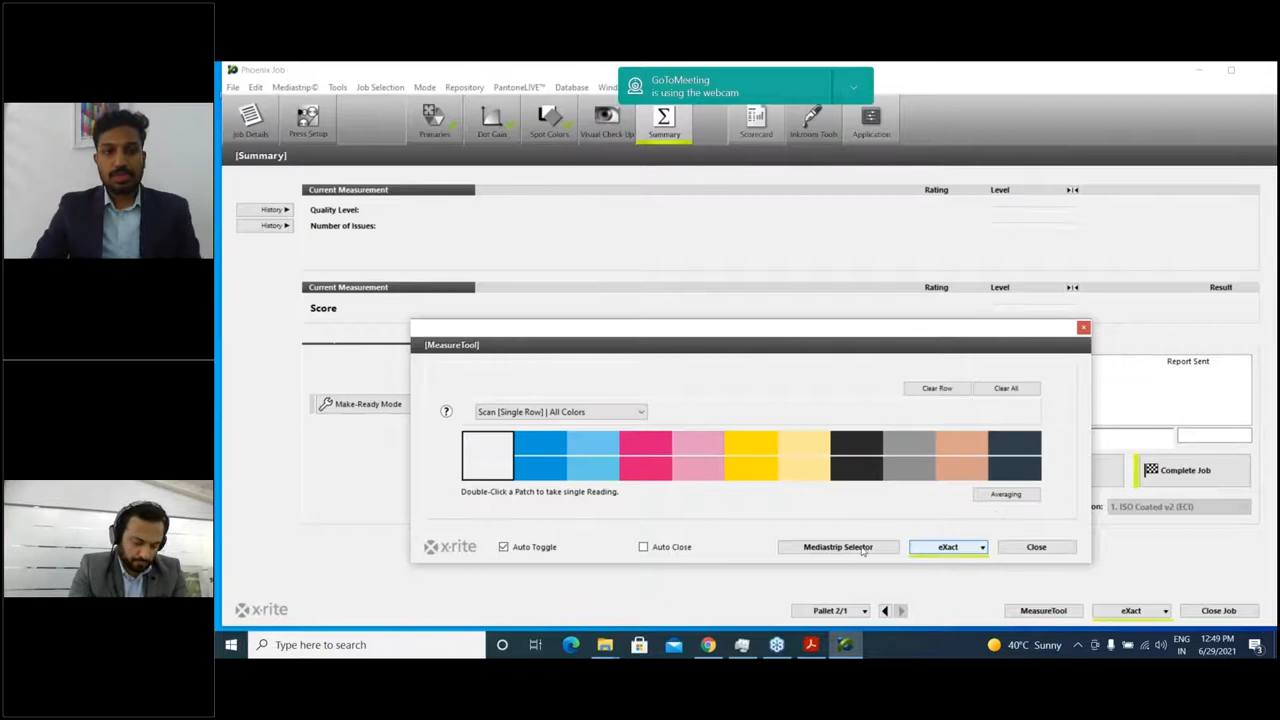 Phoenix Job
GoToMeeting
is using the webcam
File Edit Mediastrip© Tools Job Selection Mode Repository PantoneLIVE™ Database
Job Details Press Setup Primaries Dot Gain Spot Colors Visual Check Up Summary Scorecard Inkroom Tools Application
[Summary]
Current Measurement Rating Level
History Quality Level:
History Number of Issues:
Current Measurement Rating Level Result
Score
[MeasureTool]
Report Sent
Clear Row Clear All
Make-Ready Mode
? Scan [Single Row] | All Colors
Complete Job
Double-Click a Patch to take single Reading.
Averaging
1. ISO Coated v2 (ECI)
x-rite Auto Toggle Auto Close Mediastrip Selector eXact Close
x-rite Pallet 2/1 MeasureTool eXact Close Job
Type here to search
40°C Sunny
ENG
IN
12:49 PM
6/29/2021
3